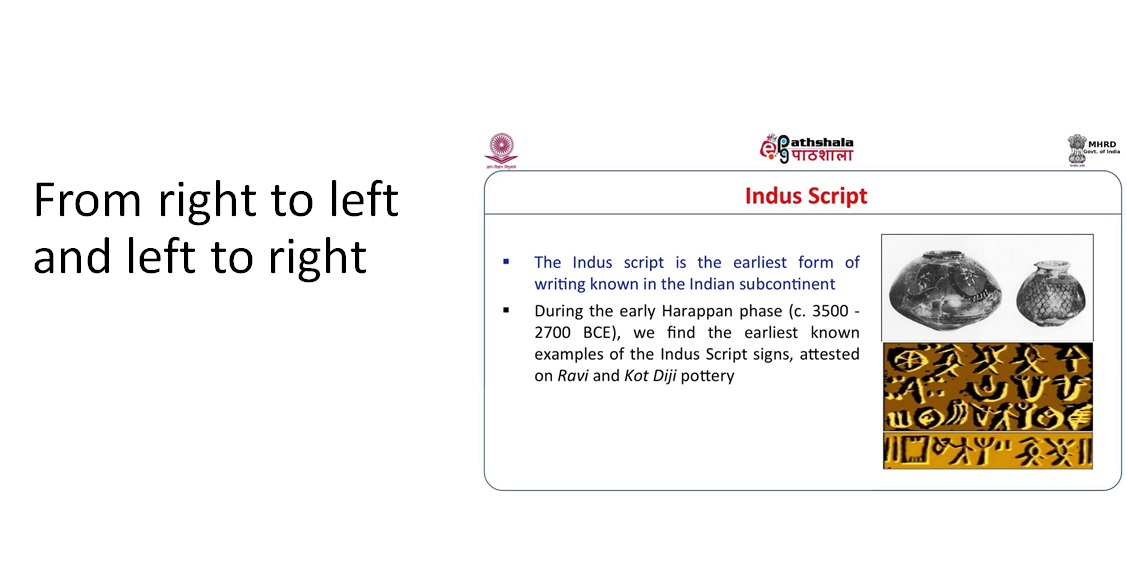 From right to left
and left to right
ePathshala
पाठशाला
MHRD
Govt. of India
Indus Script
▪ The Indus script is the earliest form of
writing known in the Indian subcontinent
▪ During the early Harappan phase (c. 3500 -
2700 BCE), we find the earliest known
examples of the Indus Script signs, attested
on Ravi and Kot Diji pottery